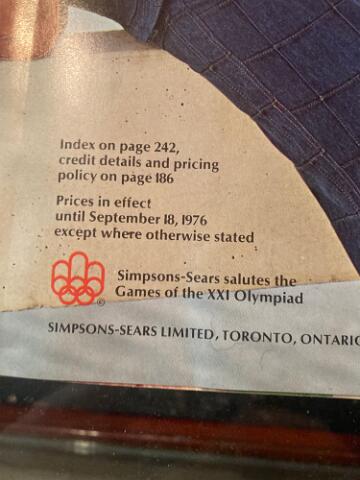 Index on page 242,
credit details and pricing
policy on page 186
Prices in effect
until September 18, 1976
except where otherwise stated
®
Simpsons-Sears salutes the
Games of the XXI Olympiad
SIMPSONS-SEARS LIMITED, TORONTO, ONTARIO